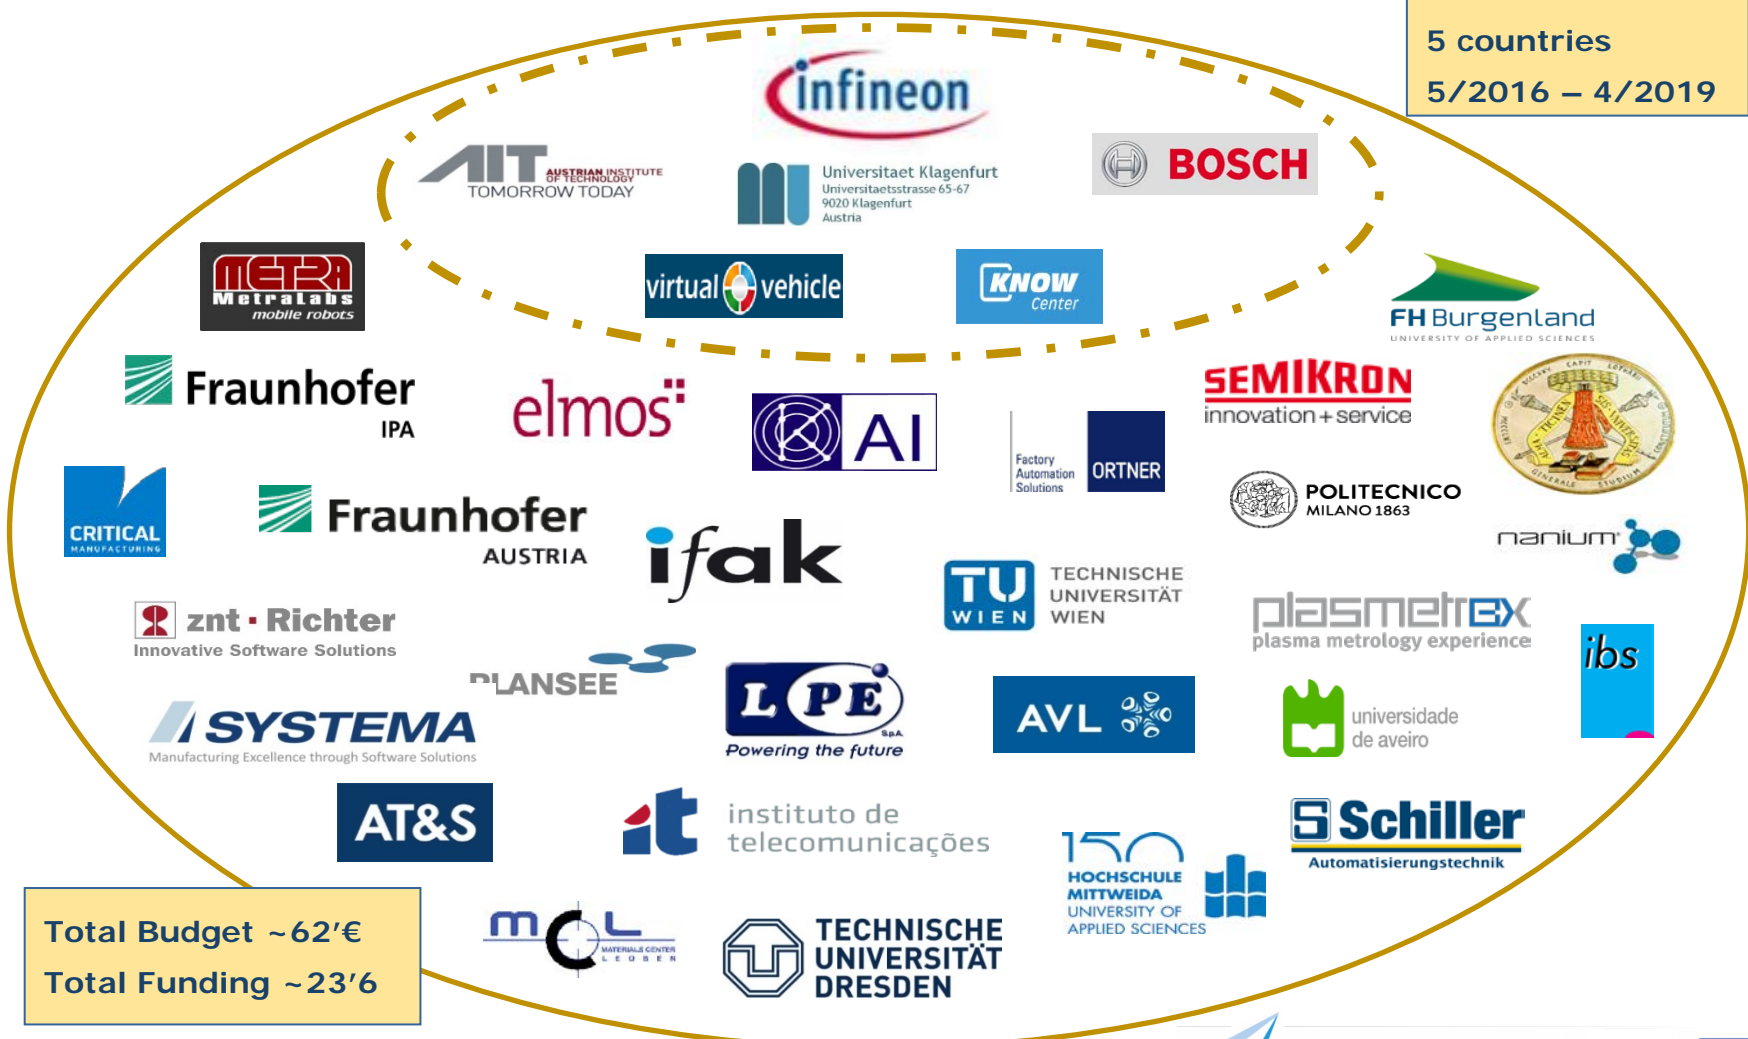 5 countries
5/2016 – 4/2019
infineon
AIT
AUSTRIAN INSTITUTE
OF TECHNOLOGY
TOMORROW TODAY
Universitaet Klagenfurt
Universitaetsstrasse 65-67
9020 Klagenfurt
Austria
BOSCH
METRA
MetraLabs
mobile robots
virtual vehicle
KNOW
Center
FH Burgenland
UNIVERSITY OF APPLIED SCIENCES
Fraunhofer
IPA
elmos
AI
Factory
Automation
Solutions
ORTNER
SEMIKRON
innovation+service
CRITICAL
MANUFACTURING
Fraunhofer
AUSTRIA
ifak
POLITECNICO
MILANO 1863
nanium
TU
WIEN
TECHNISCHE
UNIVERSITÄT
WIEN
znt · Richter
Innovative Software Solutions
PLANSEE
plasmetrex
plasma metrology experience
ibs
SYSTEMA
Manufacturing Excellence through Software Solutions
LPE
S.p.A.
Powering the future
AVL
universidade
de aveiro
AT&S
it
instituto de
telecomunicações
150
HOCHSCHULE
MITTWEIDA
UNIVERSITY OF
APPLIED SCIENCES
S Schiller
Automatisierungstechnik
Total Budget ~62’€
Total Funding ~23’6
mCL
MATERIALS CENTER
LEOBEN
TECHNISCHE
UNIVERSITÄT
DRESDEN